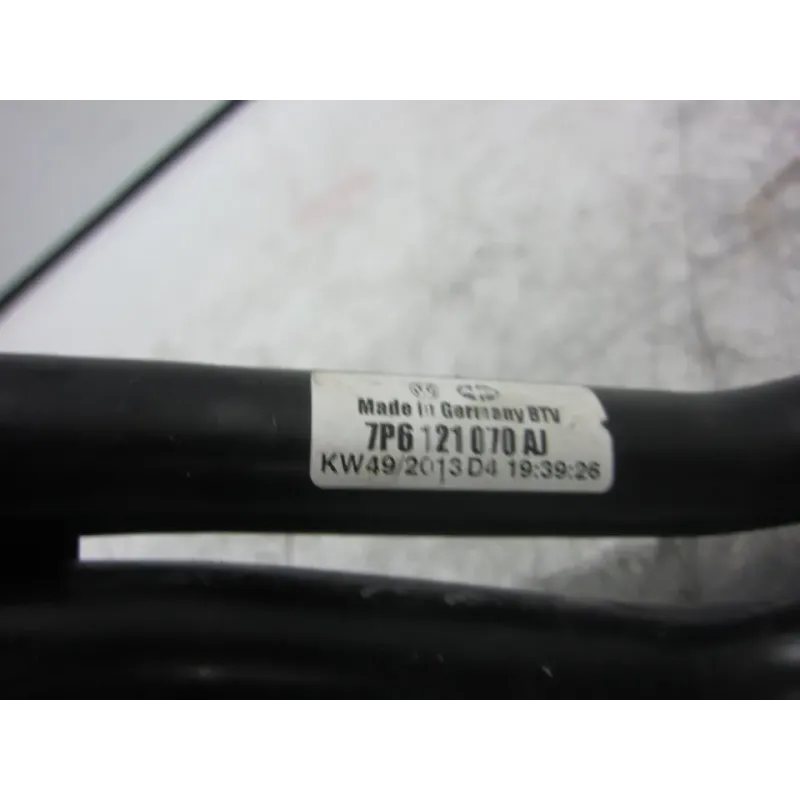 Made in Germany BTV
7P6 121 070 AJ
KW49/2013 D4 19:39:26